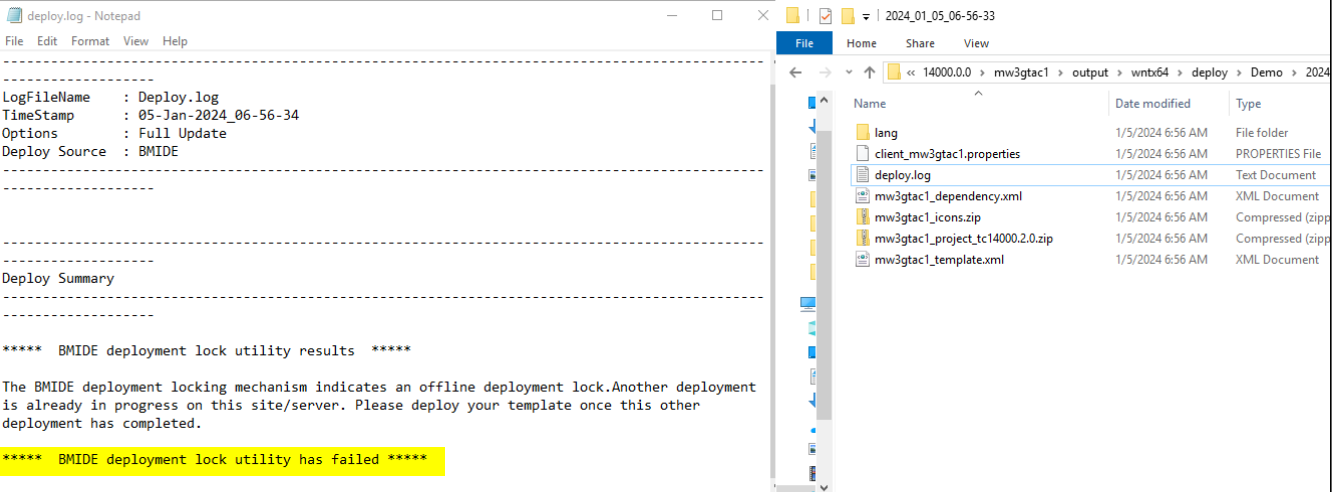 deploy.log - Notepad
File Edit Format View Help
----------------------------------------------------------------------------------------------
-------------------
LogFileName : Deploy.log
TimeStamp : 05-Jan-2024_06-56-34
Options : Full Update
Deploy Source : BMIDE
----------------------------------------------------------------------------------------------
-------------------
----------------------------------------------------------------------------------------------
-------------------
Deploy Summary
----------------------------------------------------------------------------------------------
-------------------
***** BMIDE deployment lock utility results *****
The BMIDE deployment locking mechanism indicates an offline deployment lock.Another deployment
is already in progress on this site/server. Please deploy your template once this other
deployment has completed.
***** BMIDE deployment lock utility has failed *****
2024_01_05_06-56-33
File Home Share View
« 14000.0.0 > mw3gtac1 > output > wntx64 > deploy > Demo > 2024
Name Date modified Type
lang 1/5/2024 6:56 AM File folder
client_mw3gtac1.properties 1/5/2024 6:56 AM PROPERTIES File
deploy.log 1/5/2024 6:56 AM Text Document
mw3gtac1_dependency.xml 1/5/2024 6:56 AM XML Document
mw3gtac1_icons.zip 1/5/2024 6:56 AM Compressed (zipp
mw3gtac1_project_tc14000.2.0.zip 1/5/2024 6:56 AM Compressed (zipp
mw3gtac1_template.xml 1/5/2024 6:56 AM XML Document